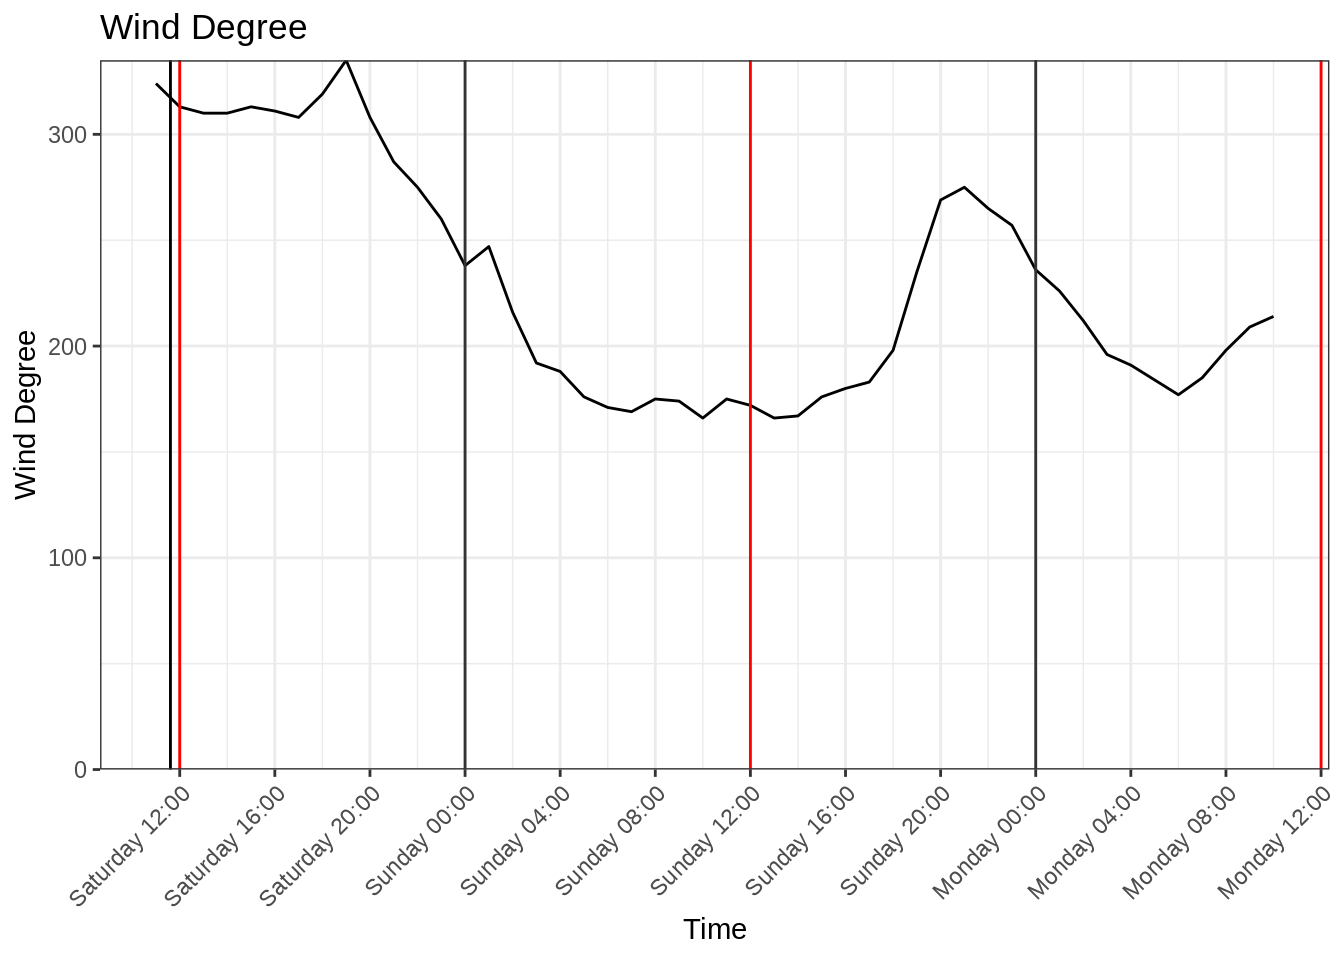 Wind Degree
Wind Degree
300
200
100
0
Saturday 12:00
Saturday 16:00
Saturday 20:00
Sunday 00:00
Sunday 04:00
Sunday 08:00
Sunday 12:00
Sunday 16:00
Sunday 20:00
Monday 00:00
Monday 04:00
Monday 08:00
Monday 12:00
Time